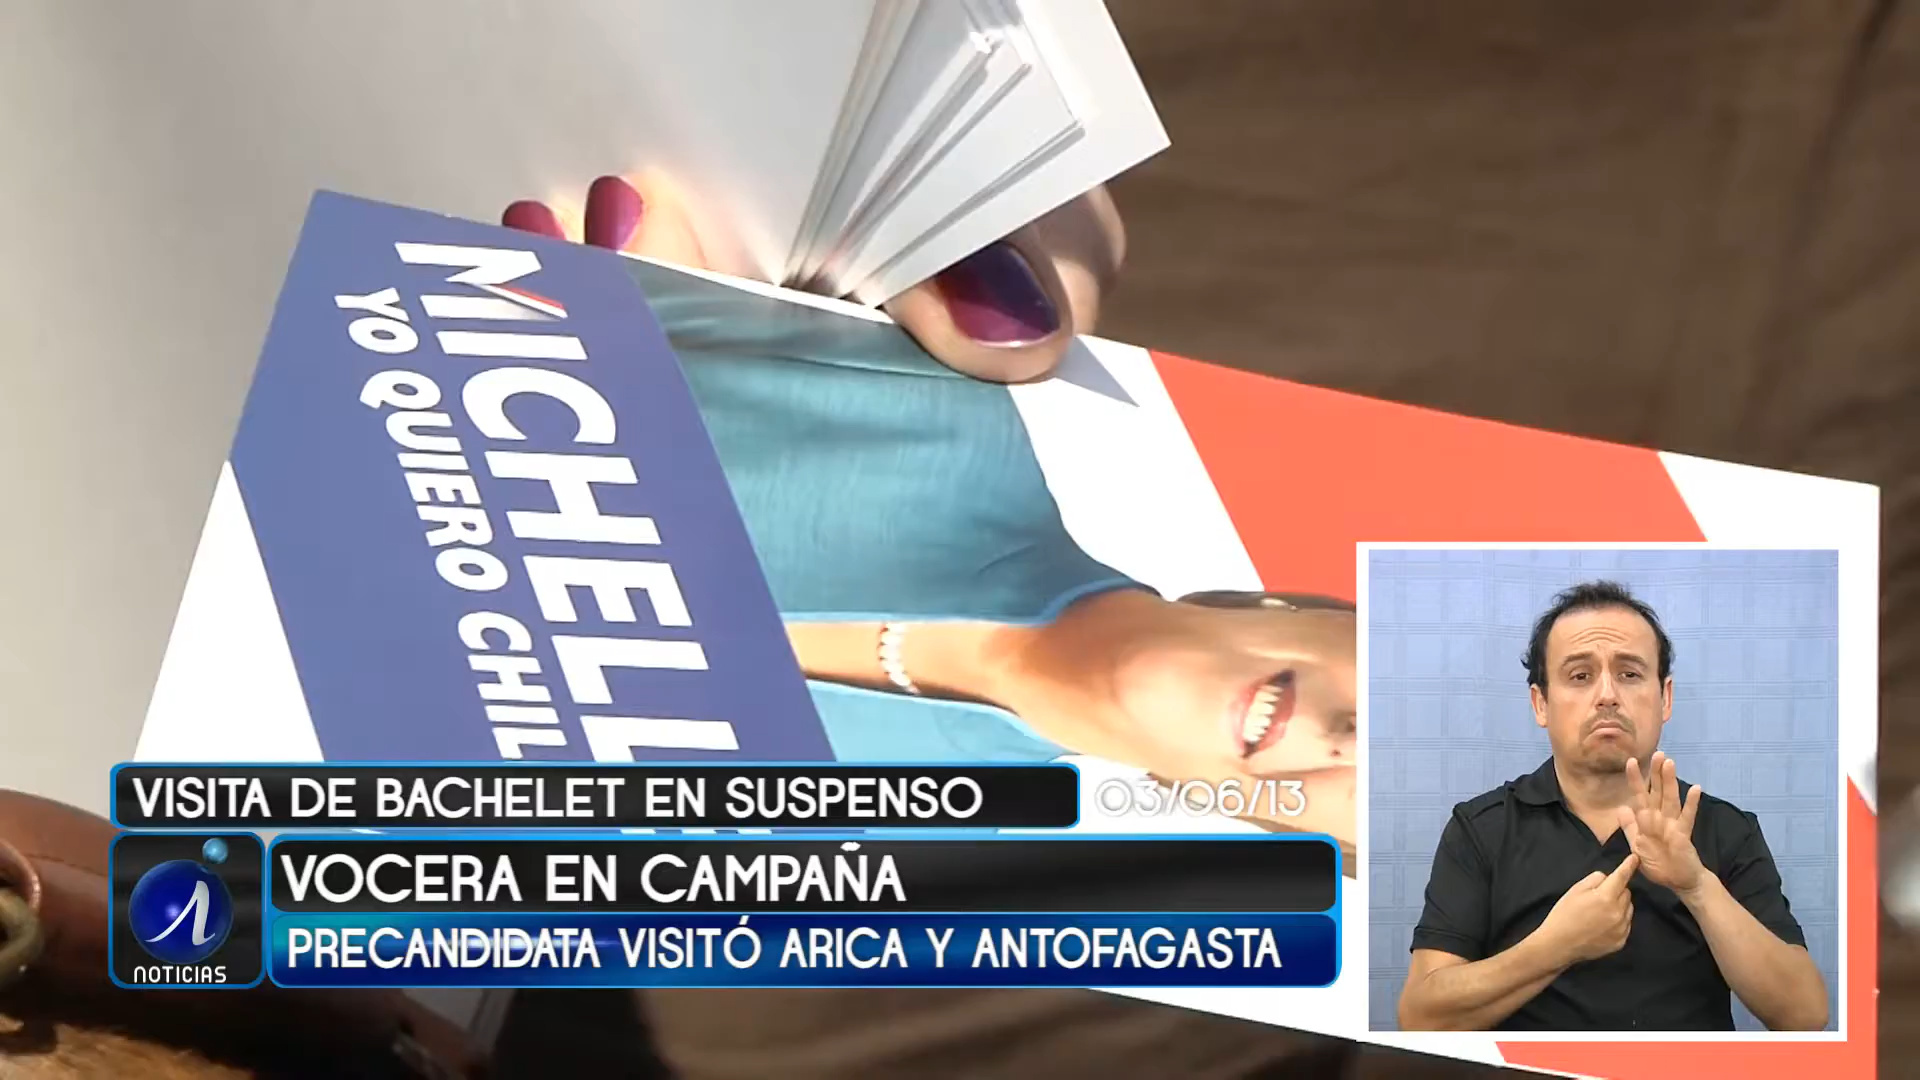 MICHELL
YO QUIERO CHIL
VISITA DE BACHELET EN SUSPENSO
03/06/13
VOCERA EN CAMPAÑA
PRECANDIDATA VISITÓ ARICA Y ANTOFAGASTA
NOTICIAS